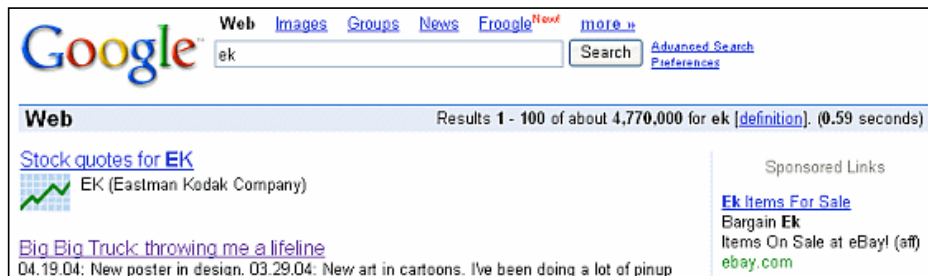 Web Images Groups News Froogle New! more »
Google™
ek Search Advanced Search
Preferences
Web Results 1 - 100 of about 4,770,000 for ek [definition]. (0.59 seconds)
Stock quotes for EK
EK (Eastman Kodak Company)
Big Big Truck: throwing me a lifeline
04.19.04: New poster in design. 03.29.04: New art in cartoons. I've been doing a lot of pinup
Sponsored Links
Ek Items For Sale
Bargain Ek
Items On Sale at eBay! (aff)
ebay.com